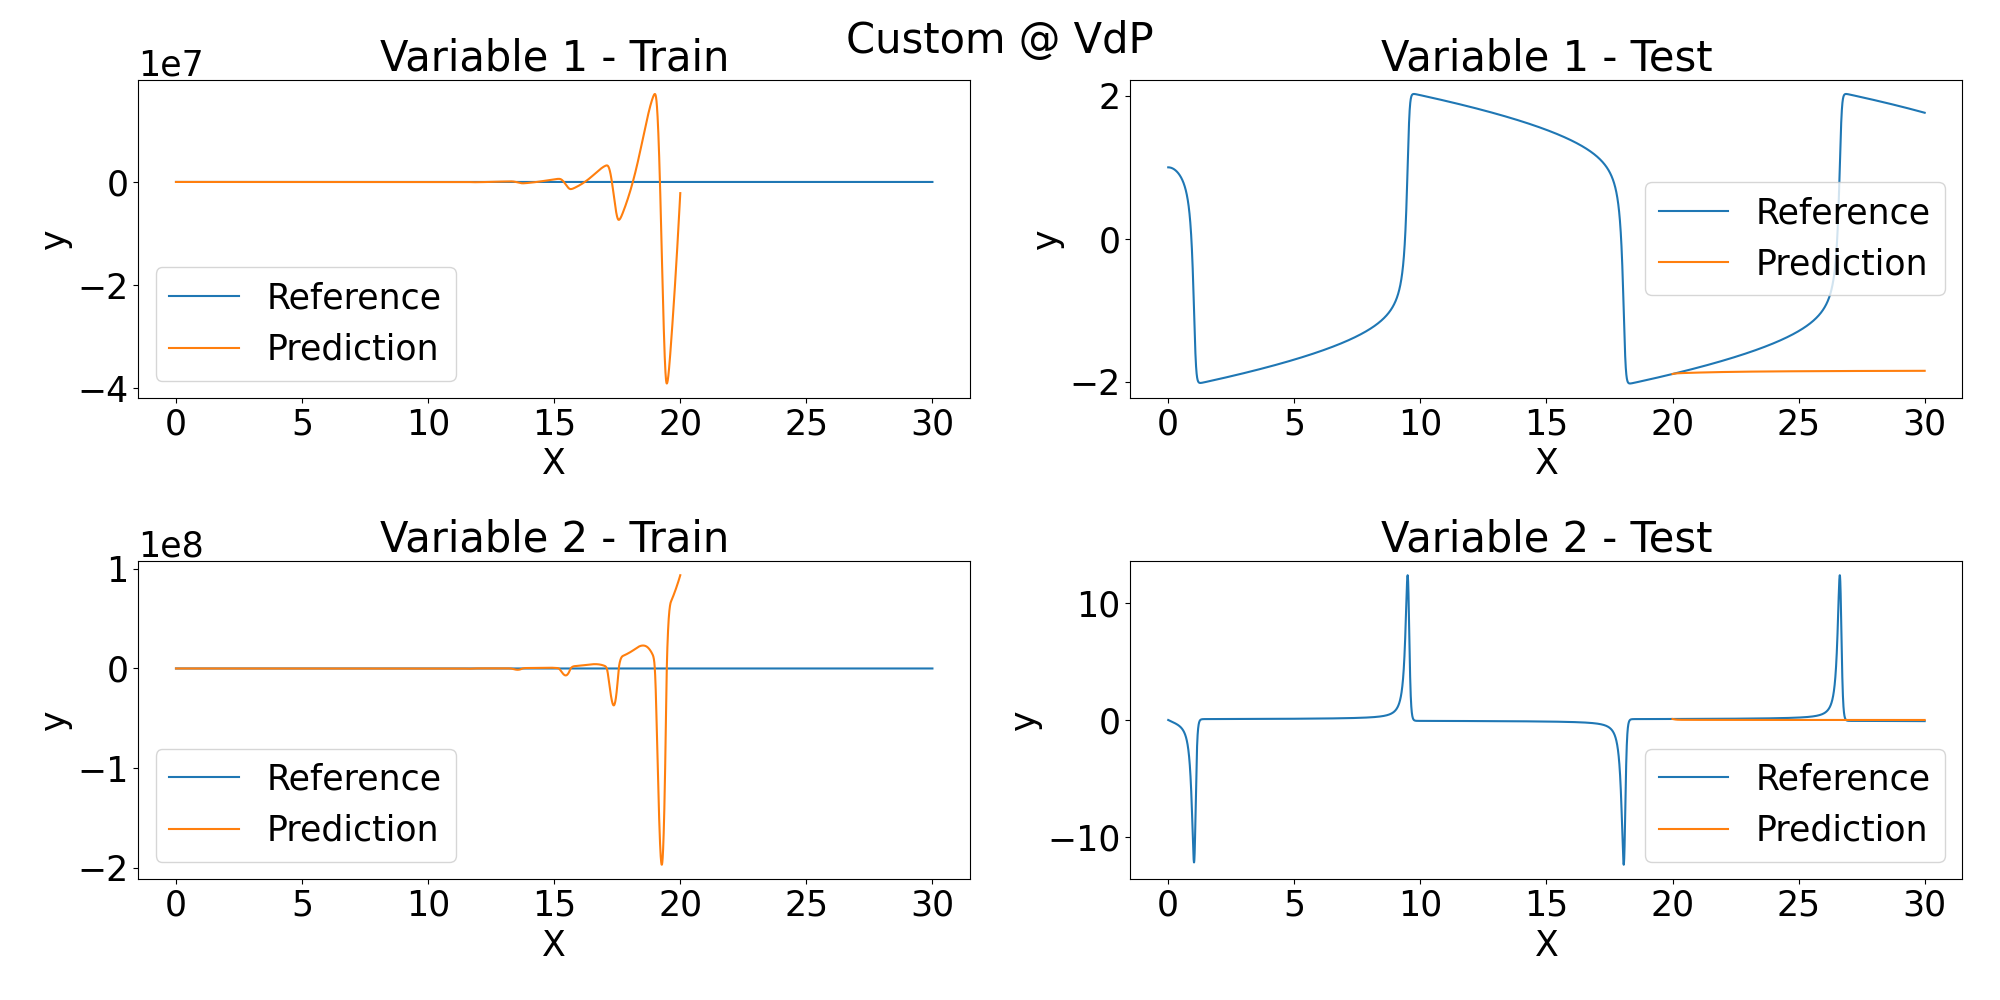 Custom @ VdP
Variable 1 - Train
1e7
0
−2
−4
y
Reference
Prediction
0 5 10 15 20 25 30
X
Variable 1 - Test
2
0
−2
y
Reference
Prediction
0 5 10 15 20 25 30
X
Variable 2 - Train
1e8
1
0
−1
−2
y
Reference
Prediction
0 5 10 15 20 25 30
X
Variable 2 - Test
10
0
−10
y
Reference
Prediction
0 5 10 15 20 25 30
X